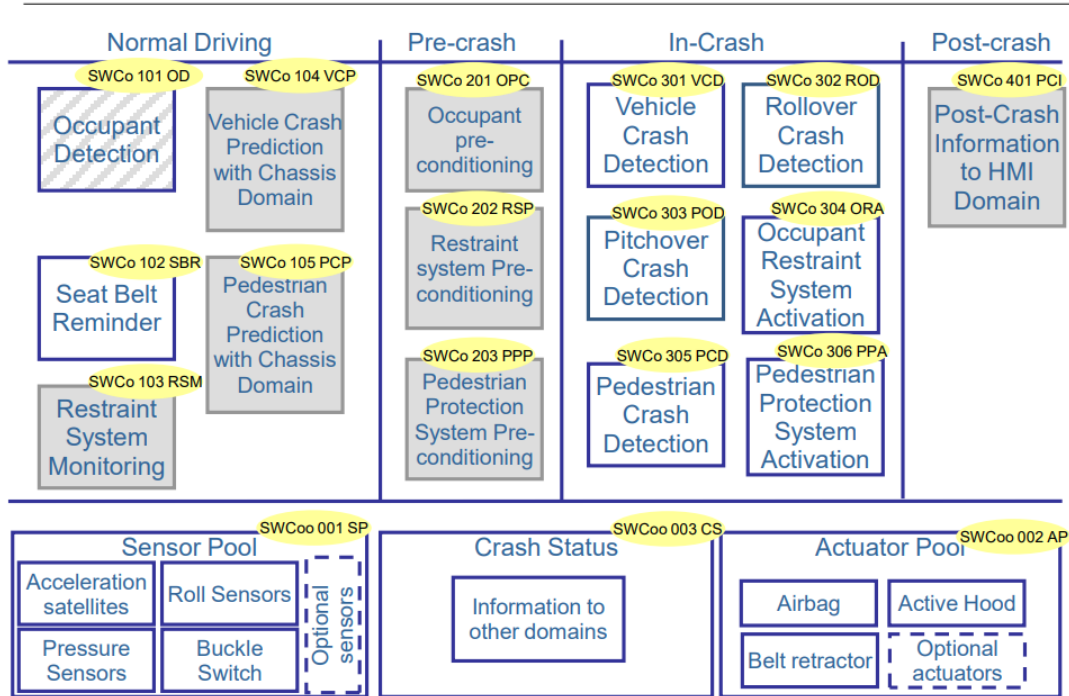 Normal Driving
Pre-crash
In-Crash
Post-crash
SWCo 101 OD
Occupant
Detection
SWCo 104 VCP
Vehicle Crash
Prediction
with Chassis
Domain
SWCo 102 SBR
Seat Belt
Reminder
SWCo 105 PCP
Pedestrian
Crash
Prediction
with Chassis
Domain
SWCo 103 RSM
Restraint
System
Monitoring
SWCo 201 OPC
Occupant
pre-
conditioning
SWCo 202 RSP
Restraint
system Pre-
conditioning
SWCo 203 PPP
Pedestrian
Protection
System Pre-
conditioning
SWCo 301 VCD
Vehicle
Crash
Detection
SWCo 302 ROD
Rollover
Crash
Detection
SWCo 303 POD
Pitchover
Crash
Detection
SWCo 304 ORA
Occupant
Restraint
System
Activation
SWCo 305 PCD
Pedestrian
Crash
Detection
SWCo 306 PPA
Pedestrian
Protection
System
Activation
SWCo 401 PCI
Post-Crash
Information
to HMI
Domain
SWCoo 001 SP
Sensor Pool
Acceleration
satellites
Roll Sensors
Pressure
Sensors
Buckle
Switch
Optional
sensors
SWCoo 003 CS
Crash Status
Information to
other domains
SWCoo 002 AP
Actuator Pool
Airbag
Active Hood
Belt retractor
Optional
actuators